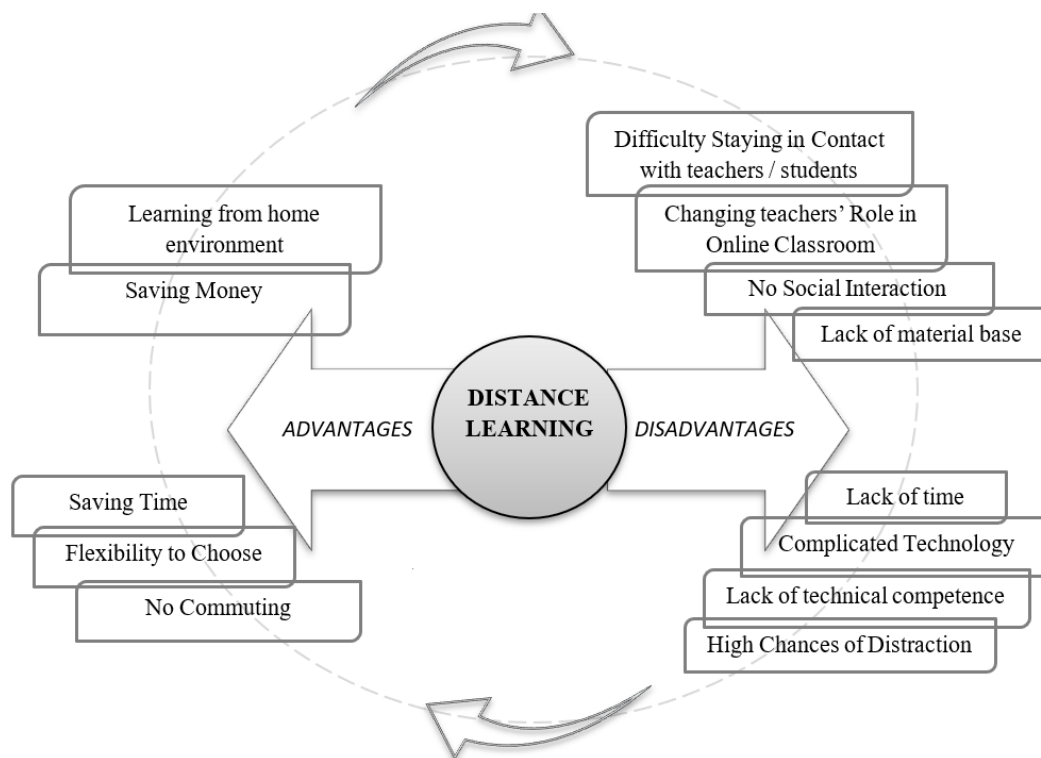 Learning from home
environment
Saving Money
Difficulty Staying in Contact
with teachers / students
Changing teachers’ Role in
Online Classroom
No Social Interaction
Lack of material base
ADVANTAGES
DISTANCE
LEARNING
DISADVANTAGES
Saving Time
Flexibility to Choose
No Commuting
Lack of time
Complicated Technology
Lack of technical competence
High Chances of Distraction